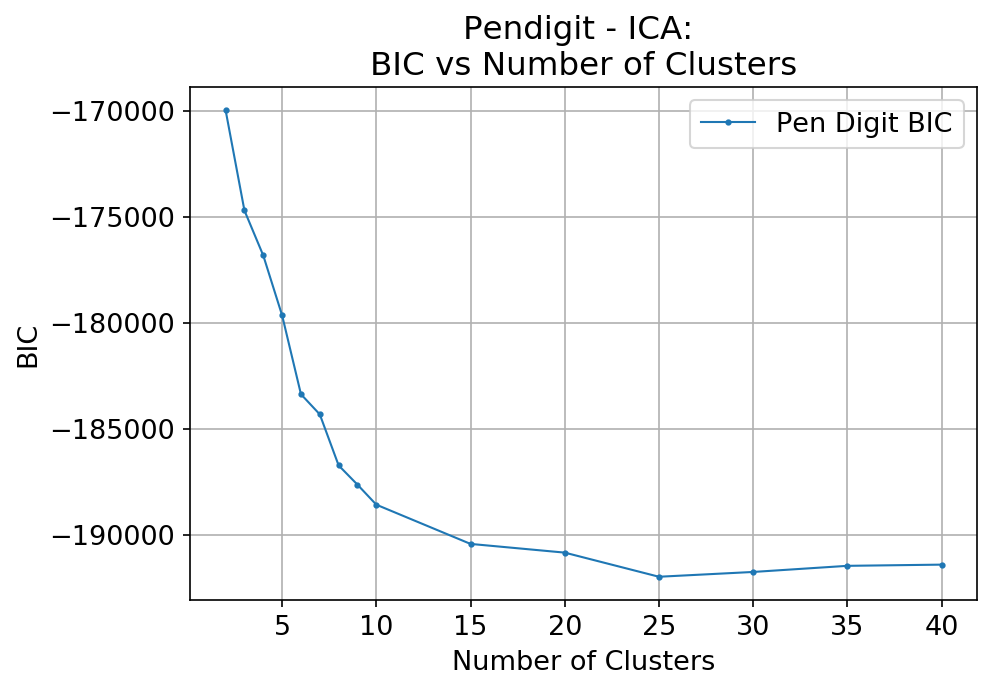 Pendigit - ICA:
BIC vs Number of Clusters
Pen Digit BIC
−170000
−175000
−180000
−185000
−190000
BIC
5 10 15 20 25 30 35 40
Number of Clusters